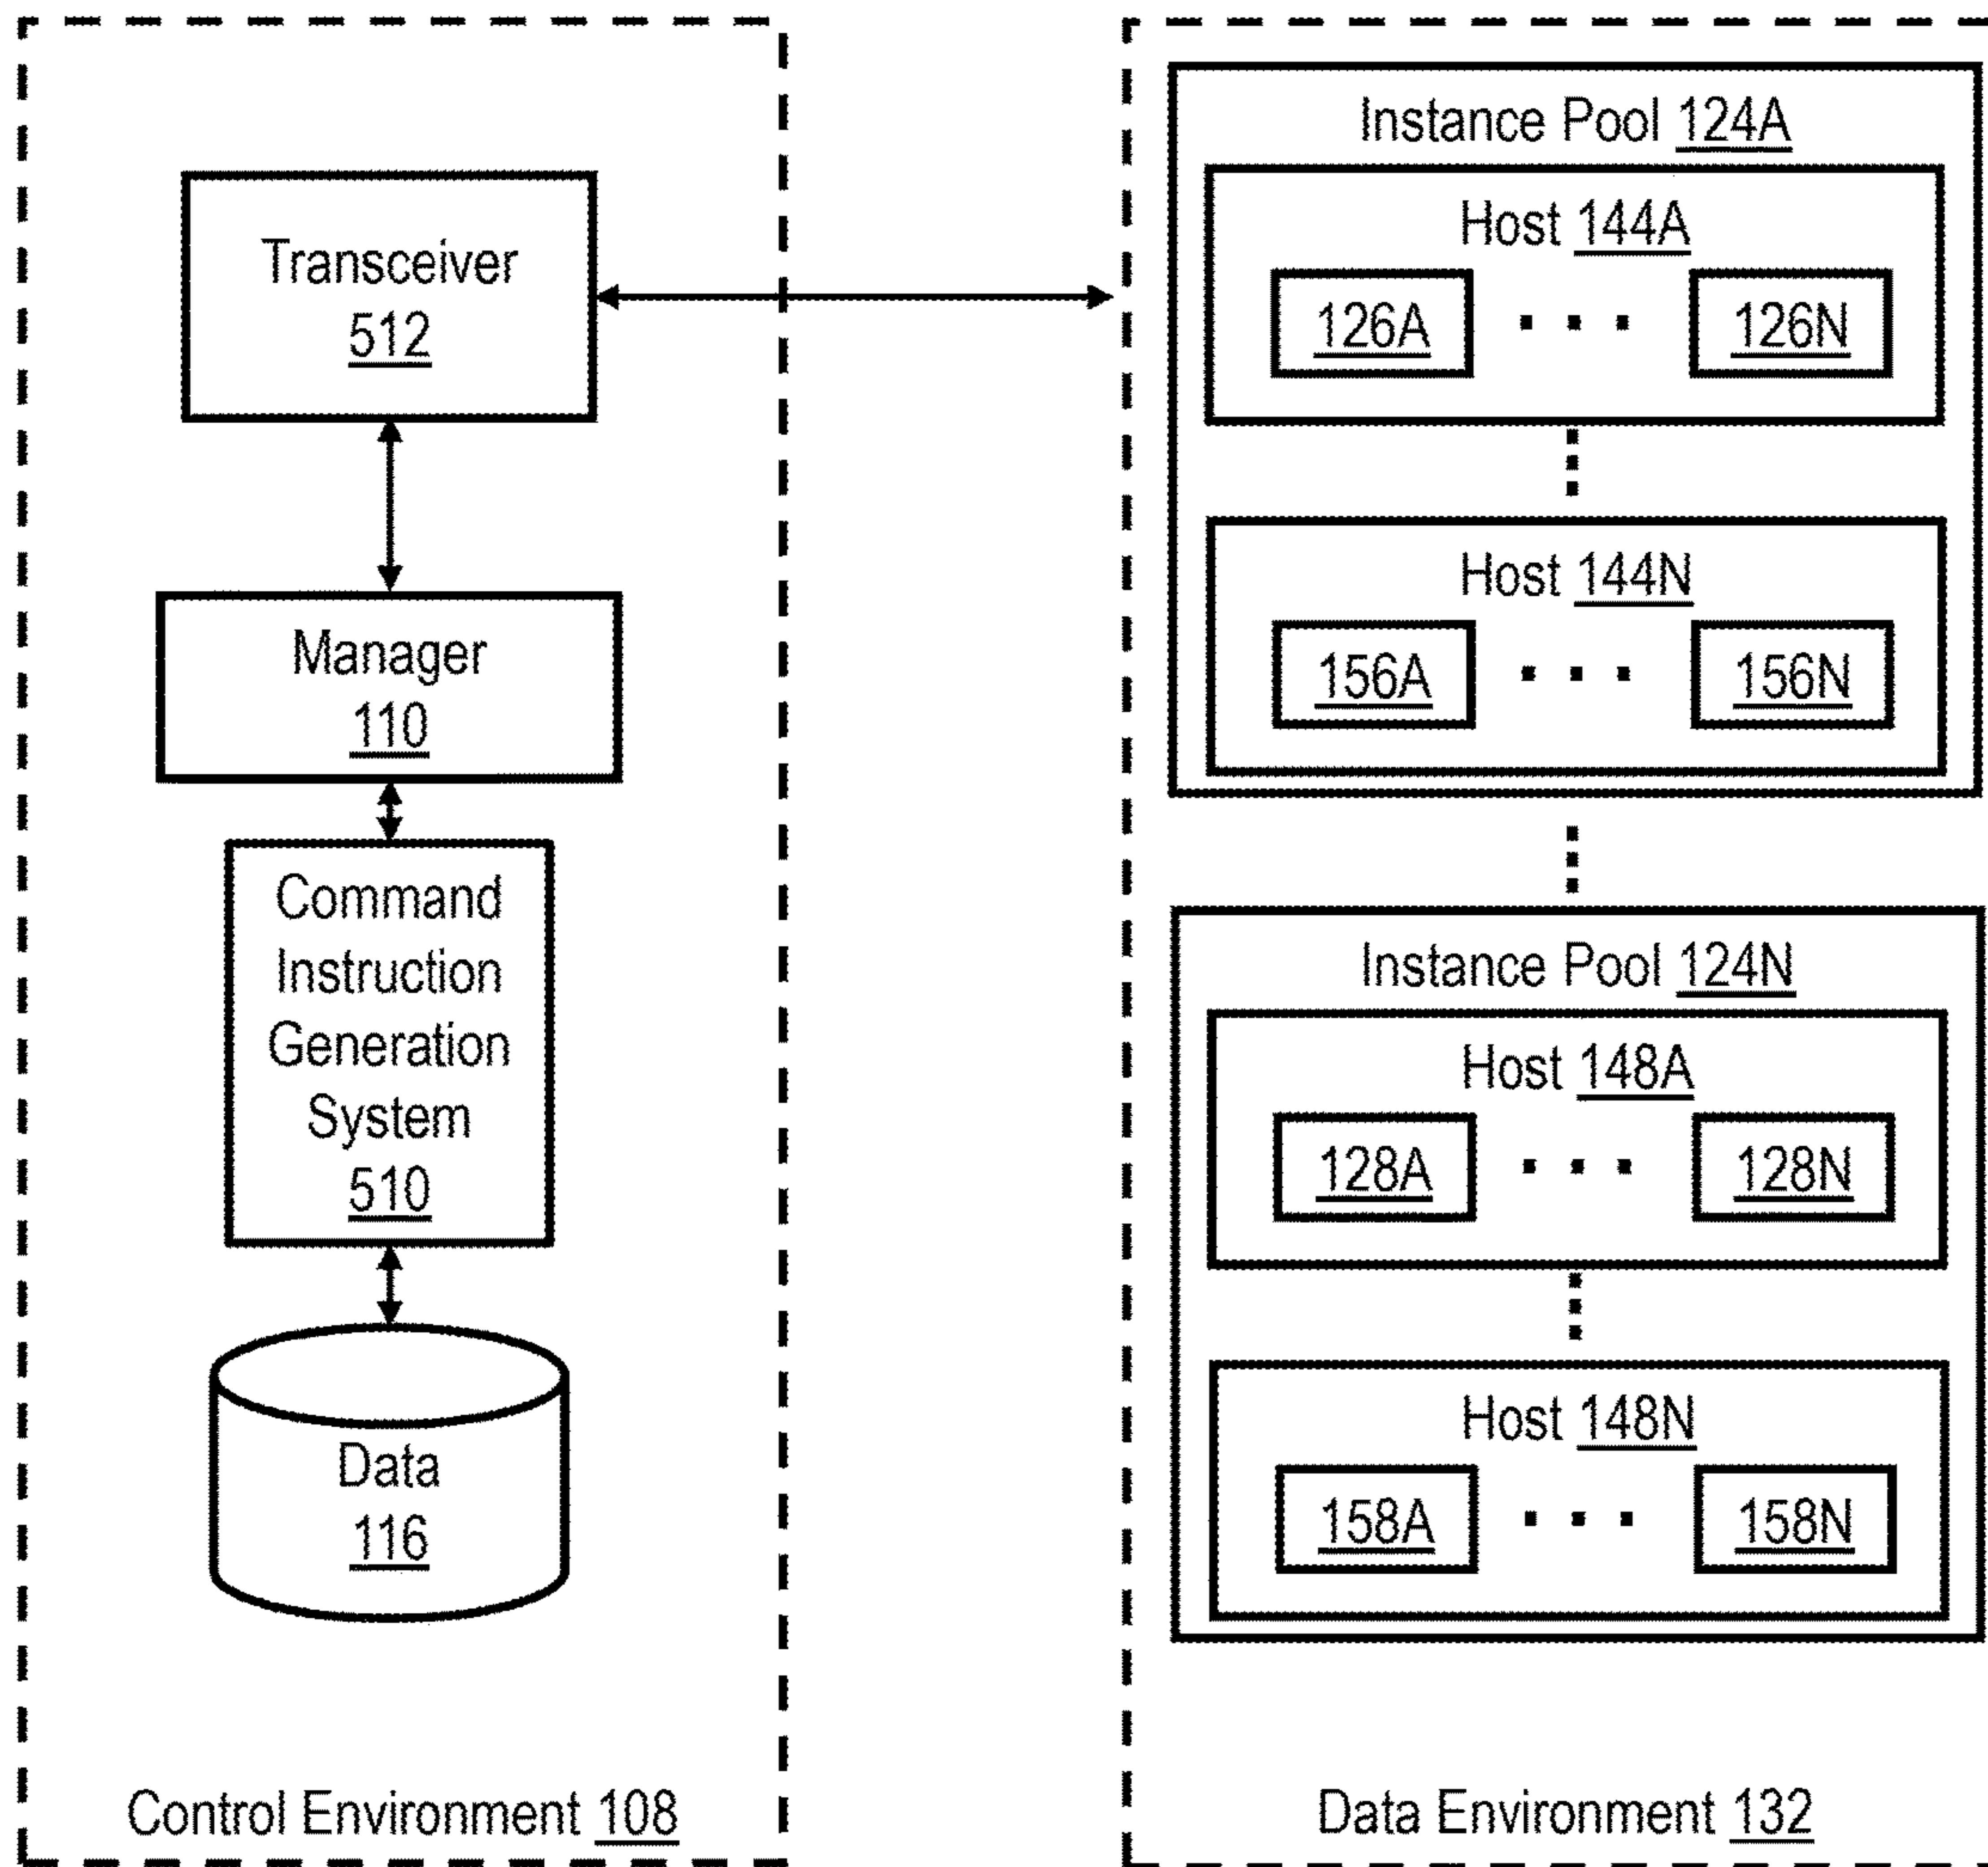 Transceiver
512
Manager
110
Command
Instruction
Generation
System
510
Data
116
Control Environment 108
Instance Pool 124A
Host 144A
126A
126N
Host 144N
156A
156N
Instance Pool 124N
Host 148A
128A
128N
Host 148N
158A
158N
Data Environment 132